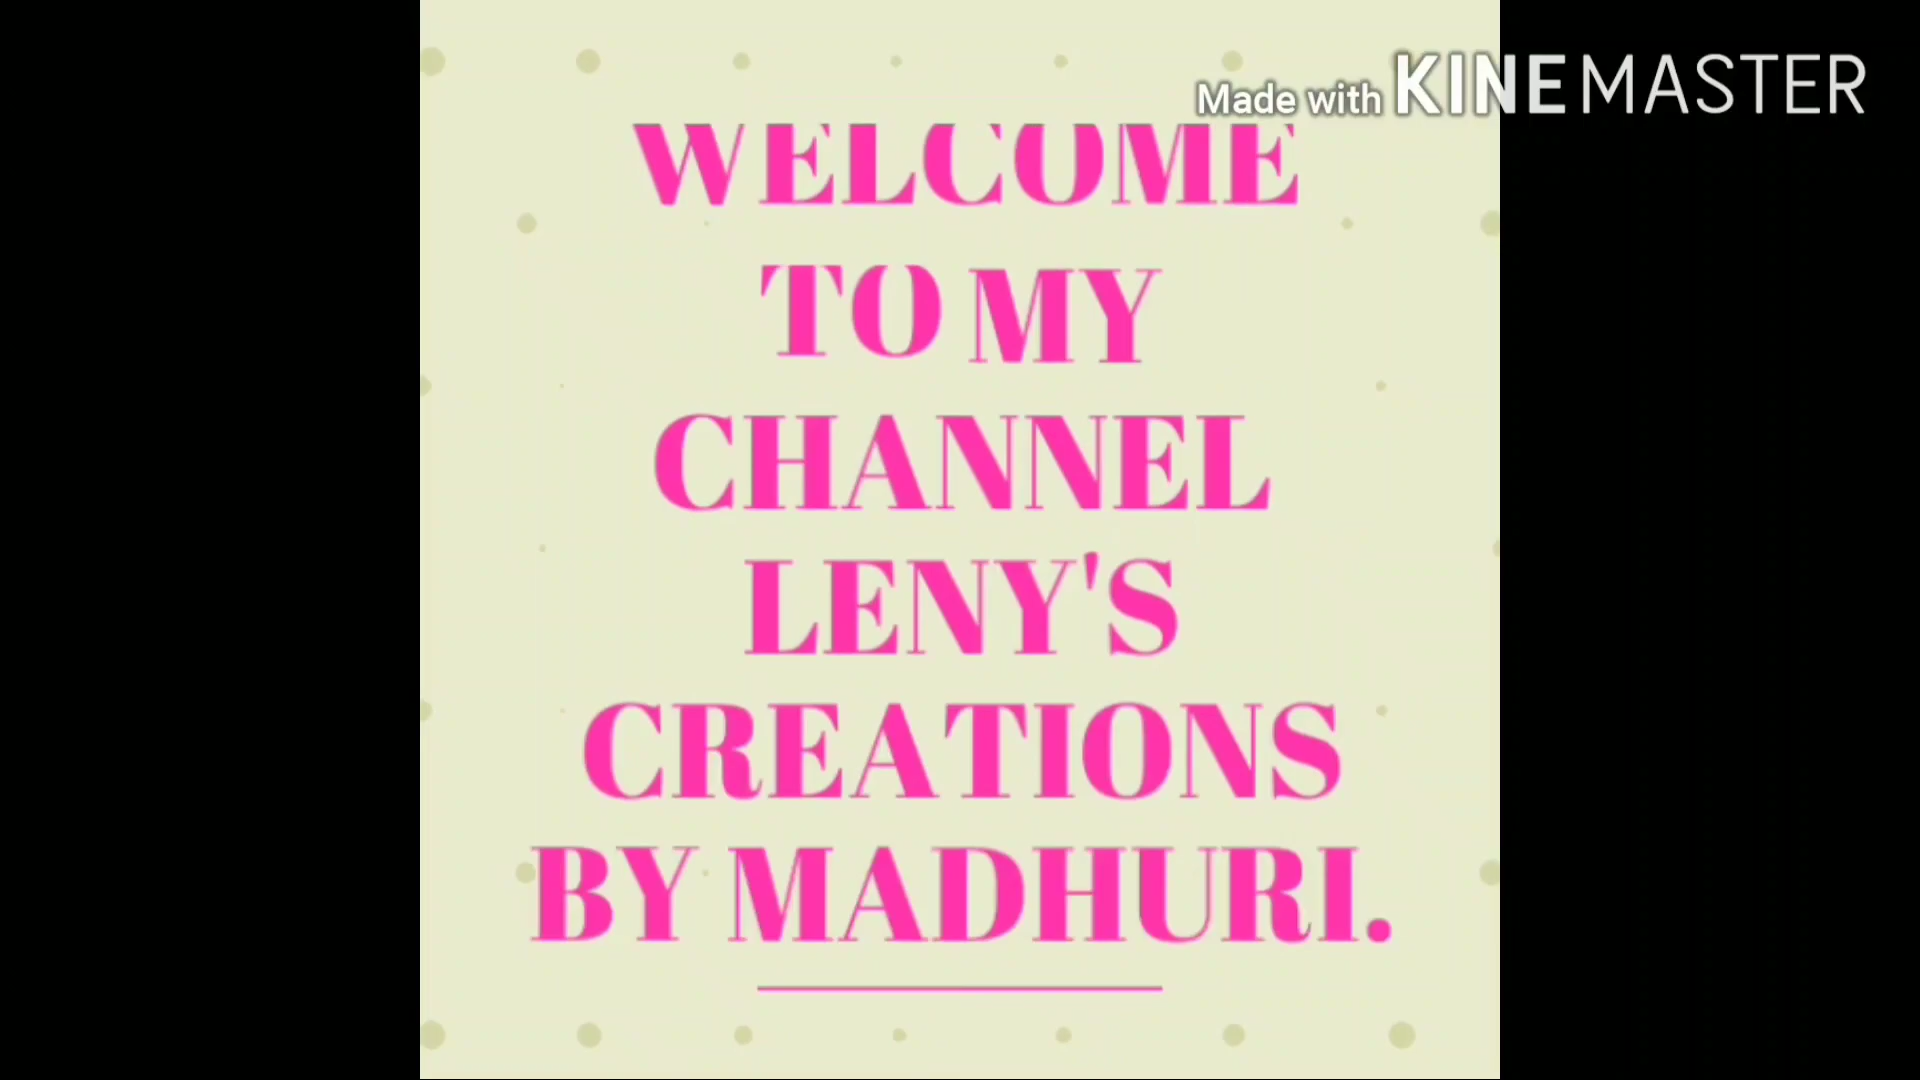 Made with KINEMASTER
WELCOME
TO MY
CHANNEL
LENY'S
CREATIONS
BY MADHURI.